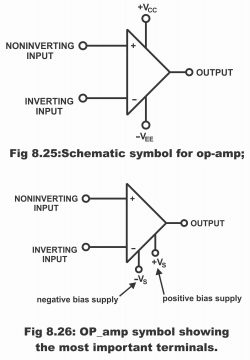 +VCC
NONINVERTING
INPUT
+
OUTPUT
INVERTING
INPUT
−
−VEE
Fig 8.25:Schematic symbol for op-amp;
NONINVERTING
INPUT
+
OUTPUT
INVERTING
INPUT
−
+VS
−VS
negative bias supply
positive bias supply
Fig 8.26: OP_amp symbol showing
the most important terminals.